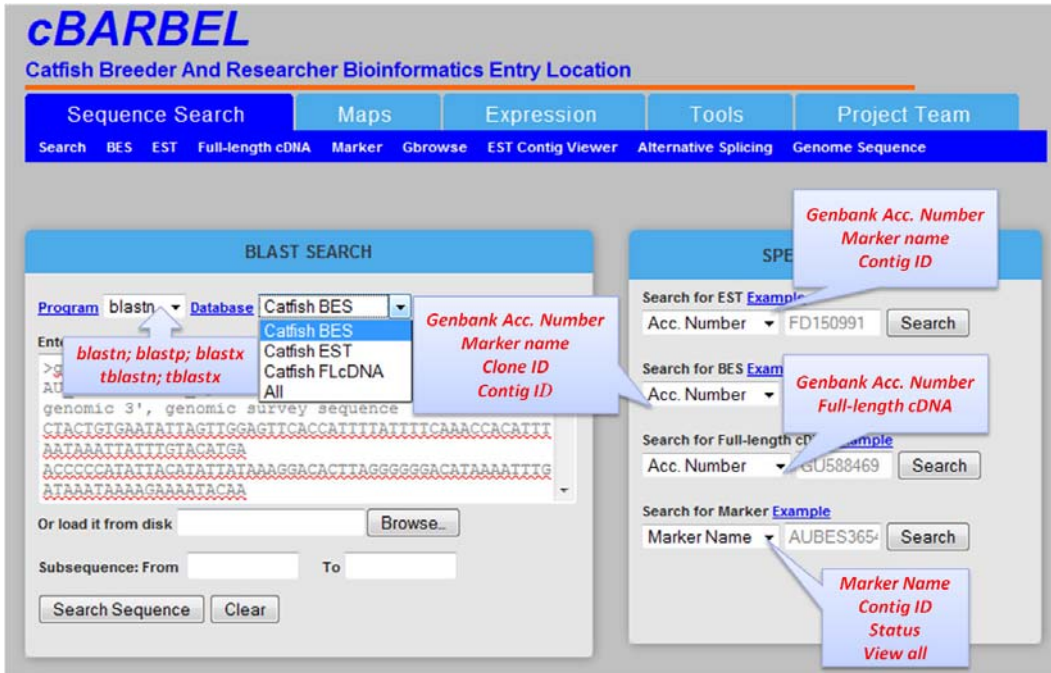 cBARBEL
Catfish Breeder And Researcher Bioinformatics Entry Location
Sequence Search Maps Expression Tools Project Team
Search BES EST Full-length cDNA Marker Gbrowse EST Contig Viewer Alternative Splicing Genome Sequence
BLAST SEARCH
Program blastn Database Catfish BES
Catfish BES
Catfish EST
Catfish FLcDNA
All
blastn; blastp; blastx
tblastn; tblastx
genomic 3', genomic survey sequence
CTACTGTGAATATTAGTTGGAGTTCACCATTTTATTTTCAAACCACATTT
AATAAATTATTTGTACATGA
ACCCCCATATTACATATTATAAAGGACACTTAGGGGGGACATAAAATTTG
ATAAATAAAAGAAAATACAA
Or load it from disk Browse..
Subsequence: From To
Search Sequence Clear
Genbank Acc. Number
Marker name
Contig ID
Search for EST
Acc. Number FD150991 Search
Genbank Acc. Number
Marker name
Clone ID
Contig ID
Search for BES
Acc. Number
Genbank Acc. Number
Full-length cDNA
Search for Full-length Example
Acc. Number GU588469 Search
Search for Marker Example
Marker Name AUBES3654 Search
Marker Name
Contig ID
Status
View all